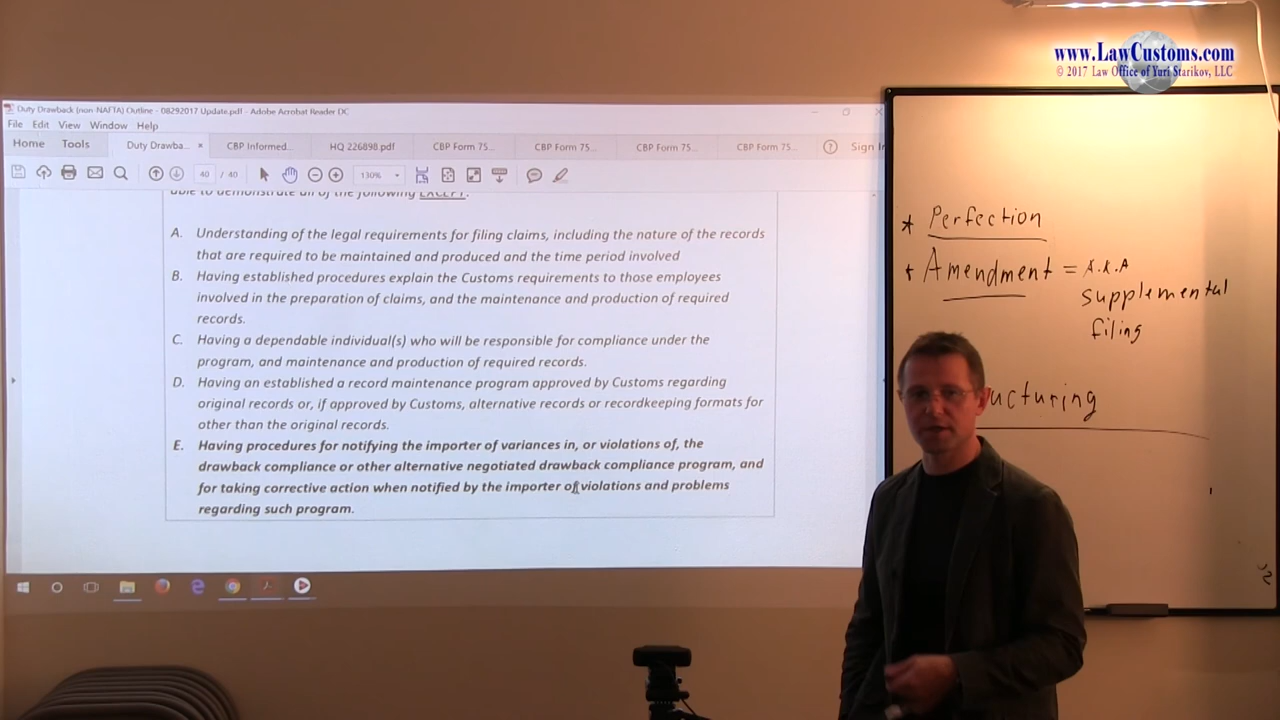 www.LawCustoms.com
© 2017 Law Office of Yuri Starikov, LLC
Duty Drawback (non-NAFTA) Outline - 08292017 Update.pdf - Adobe Acrobat Reader DC
File Edit View Window Help
Home Tools Duty Drawba... × CBP Informed... HQ 226898.pdf CBP Form 75... CBP Form 75... CBP Form 75... CBP Form 75... Sign In
40 / 40 130%
able to demonstrate all of the following EXCEPT:
A. Understanding of the legal requirements for filing claims, including the nature of the records
that are required to be maintained and produced and the time period involved
B. Having established procedures explain the Customs requirements to those employees
involved in the preparation of claims, and the maintenance and production of required
records.
C. Having a dependable individual(s) who will be responsible for compliance under the
program, and maintenance and production of required records.
D. Having an established a record maintenance program approved by Customs regarding
original records or, if approved by Customs, alternative records or recordkeeping formats for
other than the original records.
E. Having procedures for notifying the importer of variances in, or violations of, the
drawback compliance or other alternative negotiated drawback compliance program, and
for taking corrective action when notified by the importer of violations and problems
regarding such program.
* Perfection
* Amendment = A.K.A
supplemental
filing
ucturing